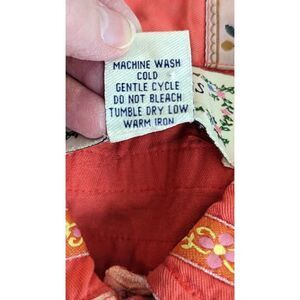 MACHINE WASH
COLD
GENTLE CYCLE
DO NOT BLEACH
TUMBLE DRY LOW
WARM IRON
S